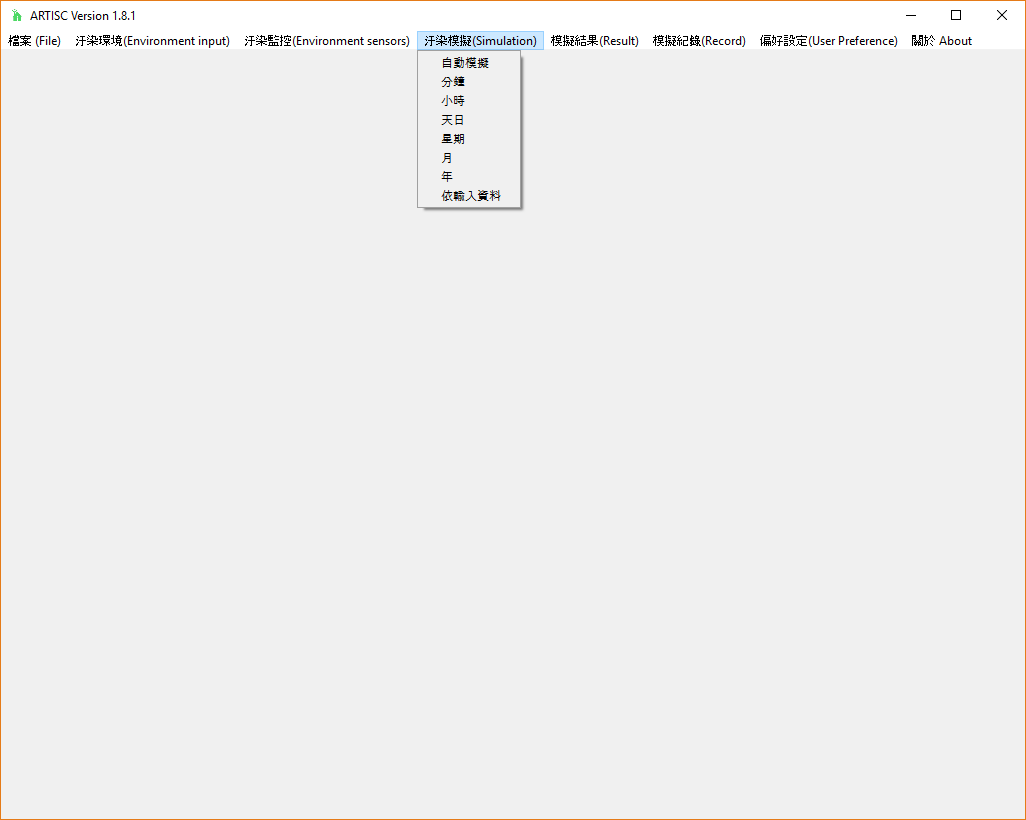 ARTISC Version 1.8.1
檔案 (File) 汙染環境(Environment input) 汙染監控(Environment sensors) 汙染模擬(Simulation) 模擬結果(Result) 模擬紀錄(Record) 偏好設定(User Preference) 關於 About
自動模擬
分鐘
小時
天日
星期
月
年
依輸入資料